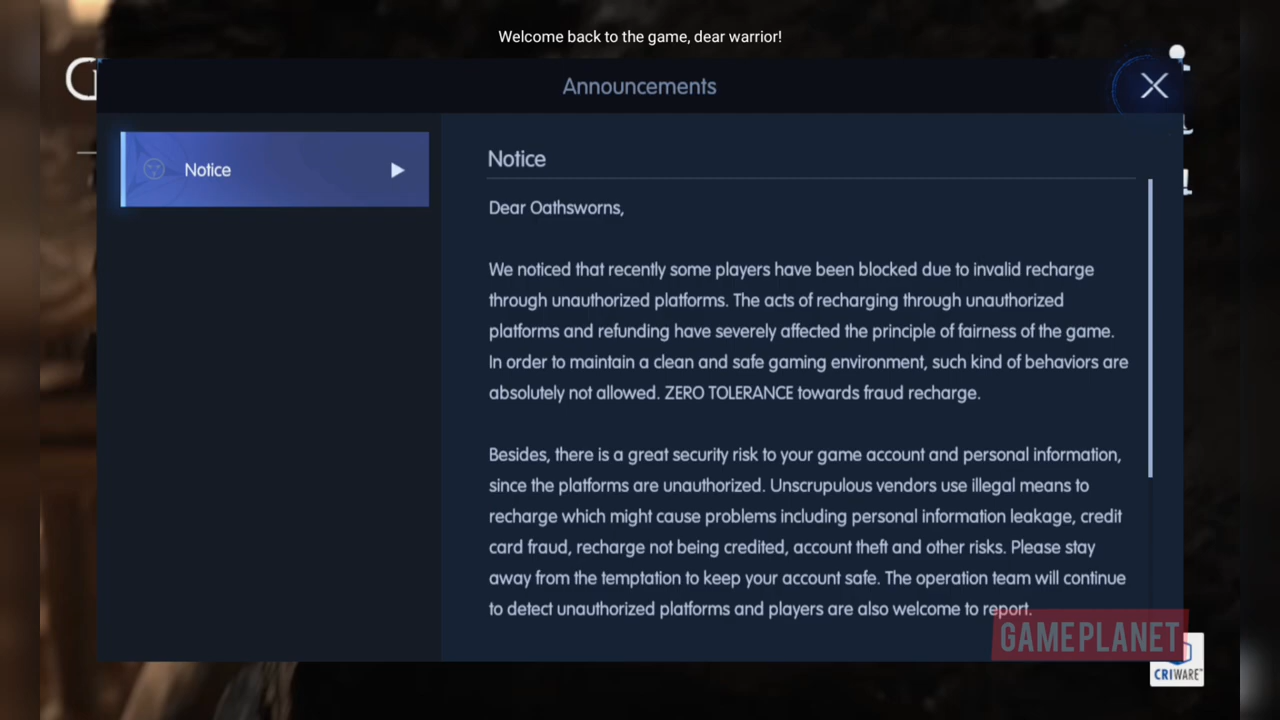 Welcome back to the game, dear warrior!
Announcements
Notice
Notice
Dear Oathsworns,
We noticed that recently some players have been blocked due to invalid recharge
through unauthorized platforms. The acts of recharging through unauthorized
platforms and refunding have severely affected the principle of fairness of the game.
In order to maintain a clean and safe gaming environment, such kind of behaviors are
absolutely not allowed. ZERO TOLERANCE towards fraud recharge.
Besides, there is a great security risk to your game account and personal information,
since the platforms are unauthorized. Unscrupulous vendors use illegal means to
recharge which might cause problems including personal information leakage, credit
card fraud, recharge not being credited, account theft and other risks. Please stay
away from the temptation to keep your account safe. The operation team will continue
to detect unauthorized platforms and players are also welcome to report.
GAMEPLANET
CRIWARE™